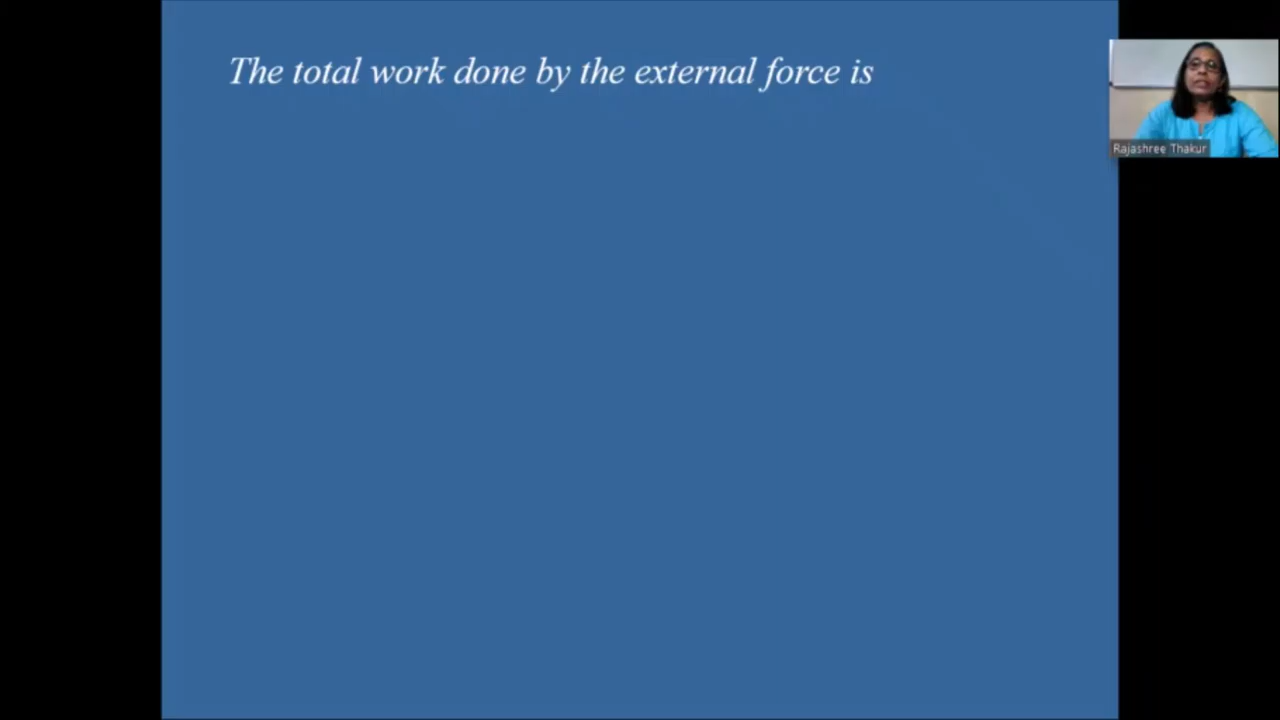 The total work done by the external force is
Rajashree Thakur